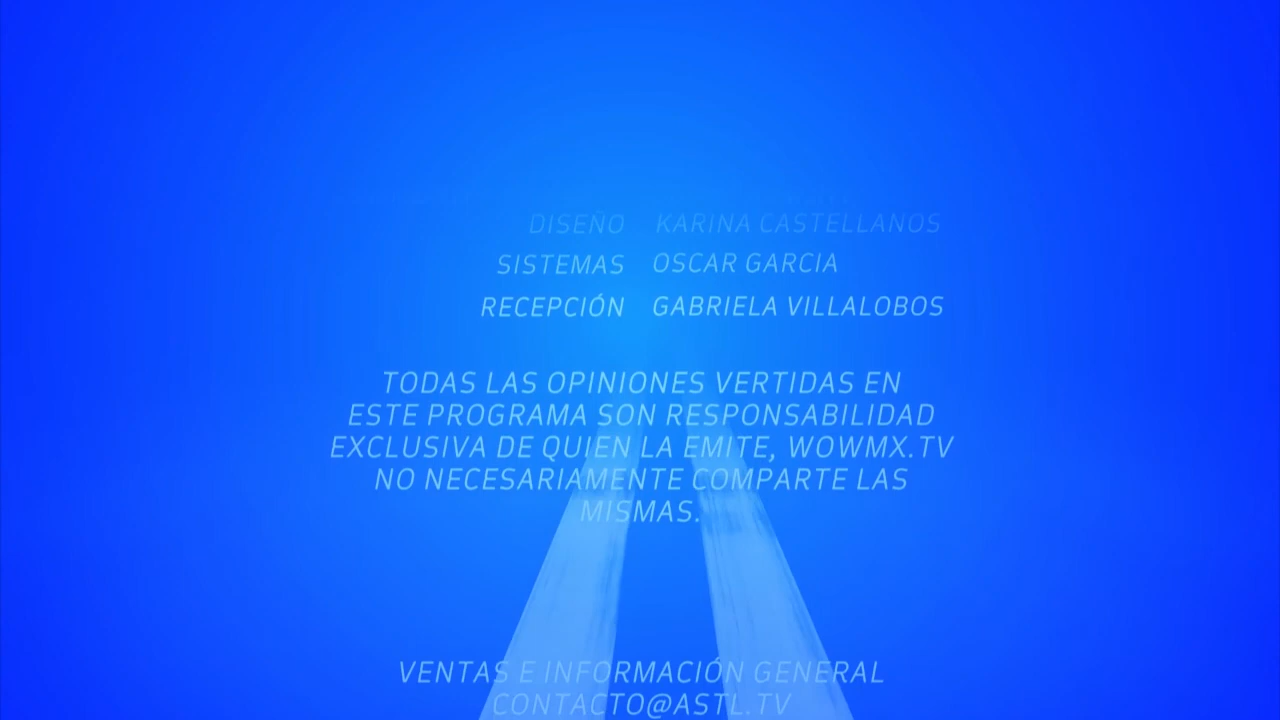 DISEÑO KARINA CASTELLANOS
SISTEMAS OSCAR GARCIA
RECEPCIÓN GABRIELA VILLALOBOS
TODAS LAS OPINIONES VERTIDAS EN
ESTE PROGRAMA SON RESPONSABILIDAD
EXCLUSIVA DE QUIEN LA EMITE, WOWMX.TV
NO NECESARIAMENTE COMPARTE LAS
MISMAS.
VENTAS E INFORMACIÓN GENERAL
CONTACTO@ASTL.TV